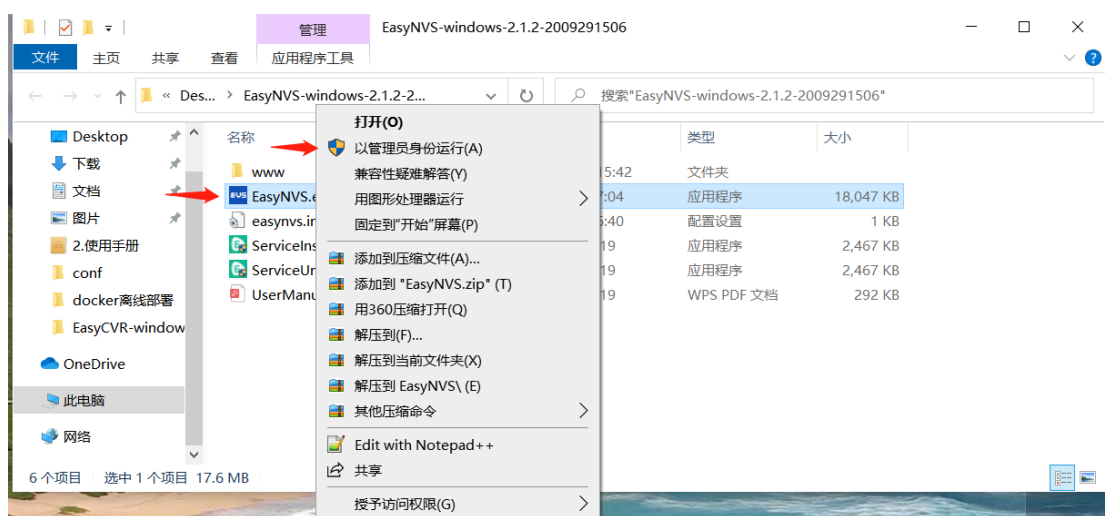 管理 EasyNVS-windows-2.1.2-2009291506
文件 主页 共享 查看 应用程序工具
« Des... › EasyNVS-windows-2.1.2-2... 搜索"EasyNVS-windows-2.1.2-2009291506"
Desktop
下载
文档
图片
2.使用手册
conf
docker离线部署
EasyCVR-window
OneDrive
此电脑
网络
名称 类型 大小
www 15:42 文件夹
EasyNVS.e 7:04 应用程序 18,047 KB
easynvs.in 5:40 配置设置 1 KB
ServiceIns 19 应用程序 2,467 KB
ServiceUn 19 应用程序 2,467 KB
UserManu 19 WPS PDF 文档 292 KB
打开(O)
以管理员身份运行(A)
兼容性疑难解答(Y)
用图形处理器运行
固定到"开始"屏幕(P)
添加到压缩文件(A)...
添加到 "EasyNVS.zip" (T)
用360压缩打开(Q)
解压到(F)...
解压到当前文件夹(X)
解压到 EasyNVS\ (E)
其他压缩命令
Edit with Notepad++
共享
授予访问权限(G)
6 个项目 选中 1 个项目 17.6 MB